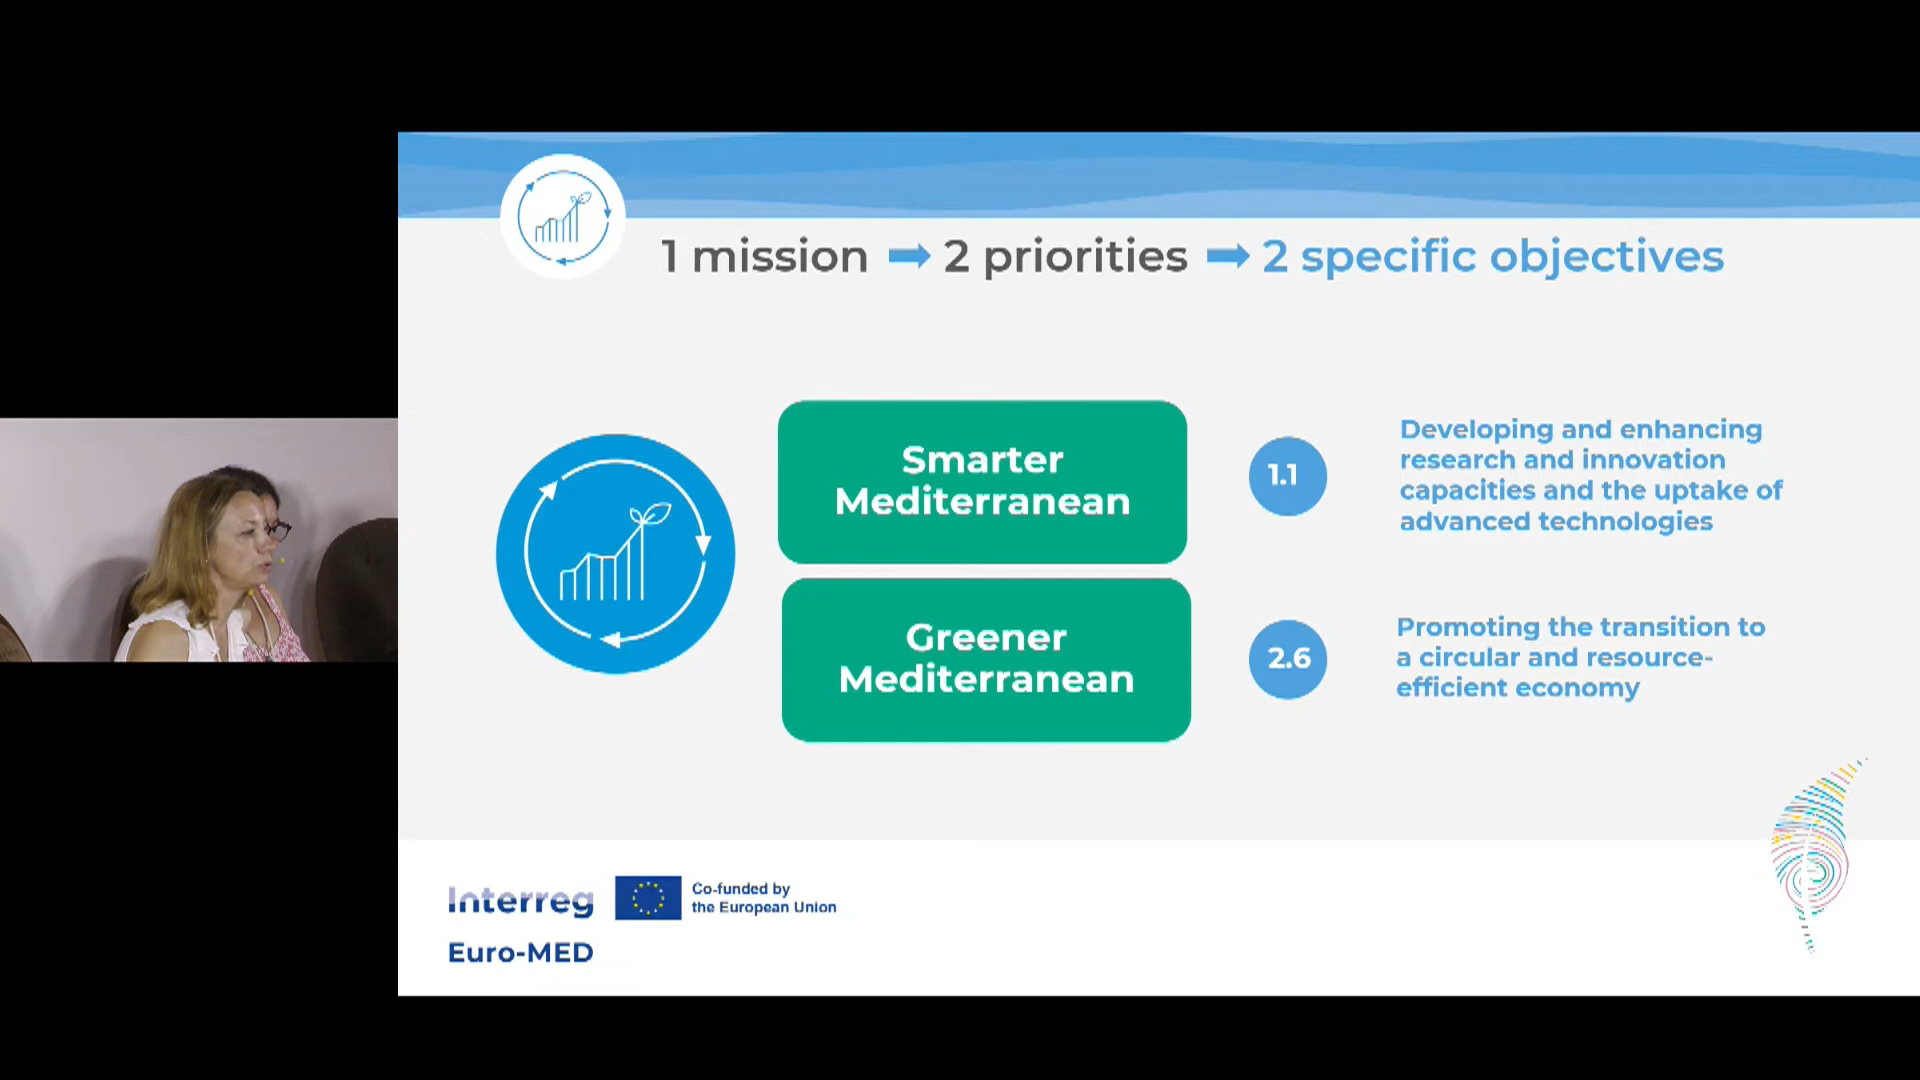 1 mission ➡ 2 priorities ➡ 2 specific objectives
Smarter
Mediterranean
1.1
Developing and enhancing
research and innovation
capacities and the uptake of
advanced technologies
Greener
Mediterranean
2.6
Promoting the transition to
a circular and resource-
efficient economy
Interreg
Co-funded by
the European Union
Euro-MED